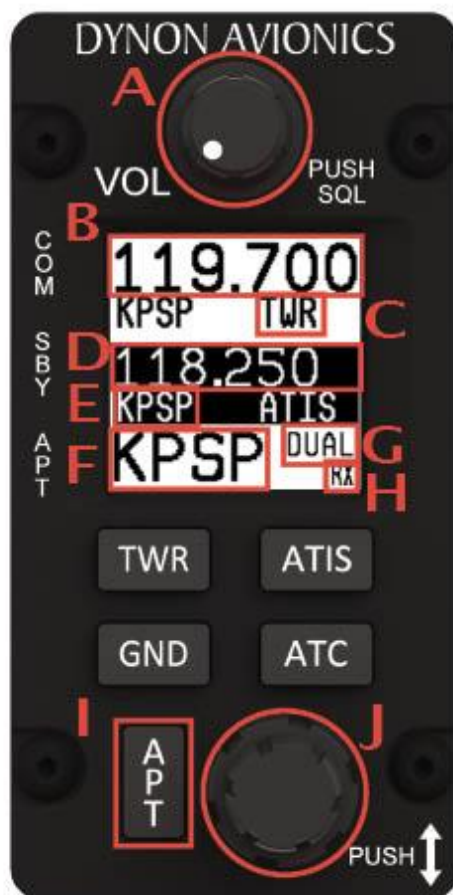 DYNON AVIONICS
A
VOL
PUSH
SQL
B
COM
119.700
KPSP TWR
C
D
SBY
118.250
E
KPSP ATIS
APT
F
KPSP
DUAL
G
RX
H
TWR ATIS
GND ATC
I
APT
J
PUSH